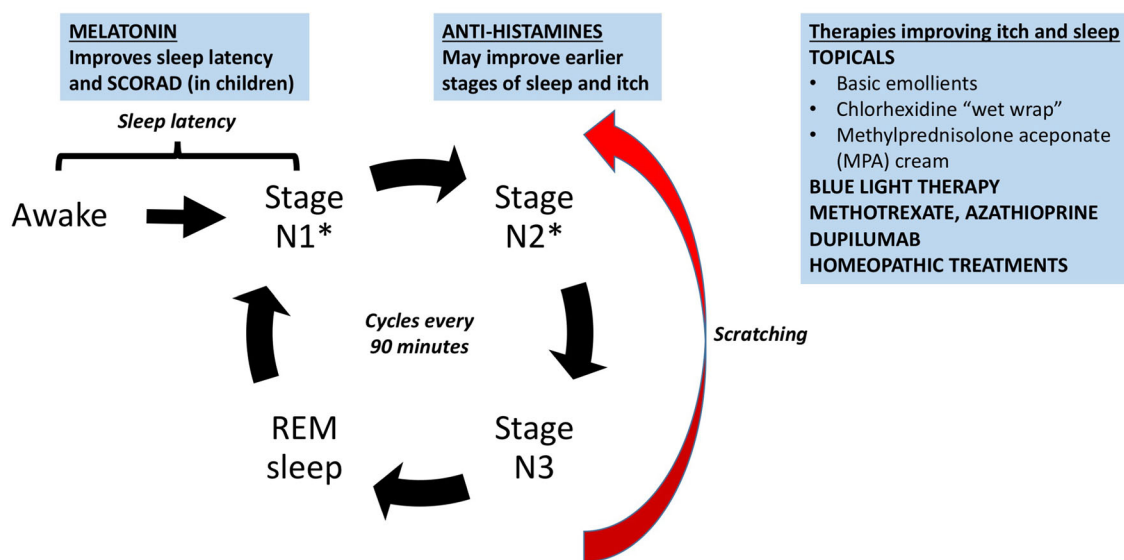 MELATONIN
Improves sleep latency
and SCORAD (in children)
ANTI-HISTAMINES
May improve earlier
stages of sleep and itch
Therapies improving itch and sleep
TOPICALS
• Basic emollients
• Chlorhexidine “wet wrap”
• Methylprednisolone aceponate
(MPA) cream
BLUE LIGHT THERAPY
METHOTREXATE, AZATHIOPRINE
DUPILUMAB
HOMEOPATHIC TREATMENTS
Sleep latency
Awake
Stage
N1*
Stage
N2*
Cycles every
90 minutes
Scratching
REM
sleep
Stage
N3